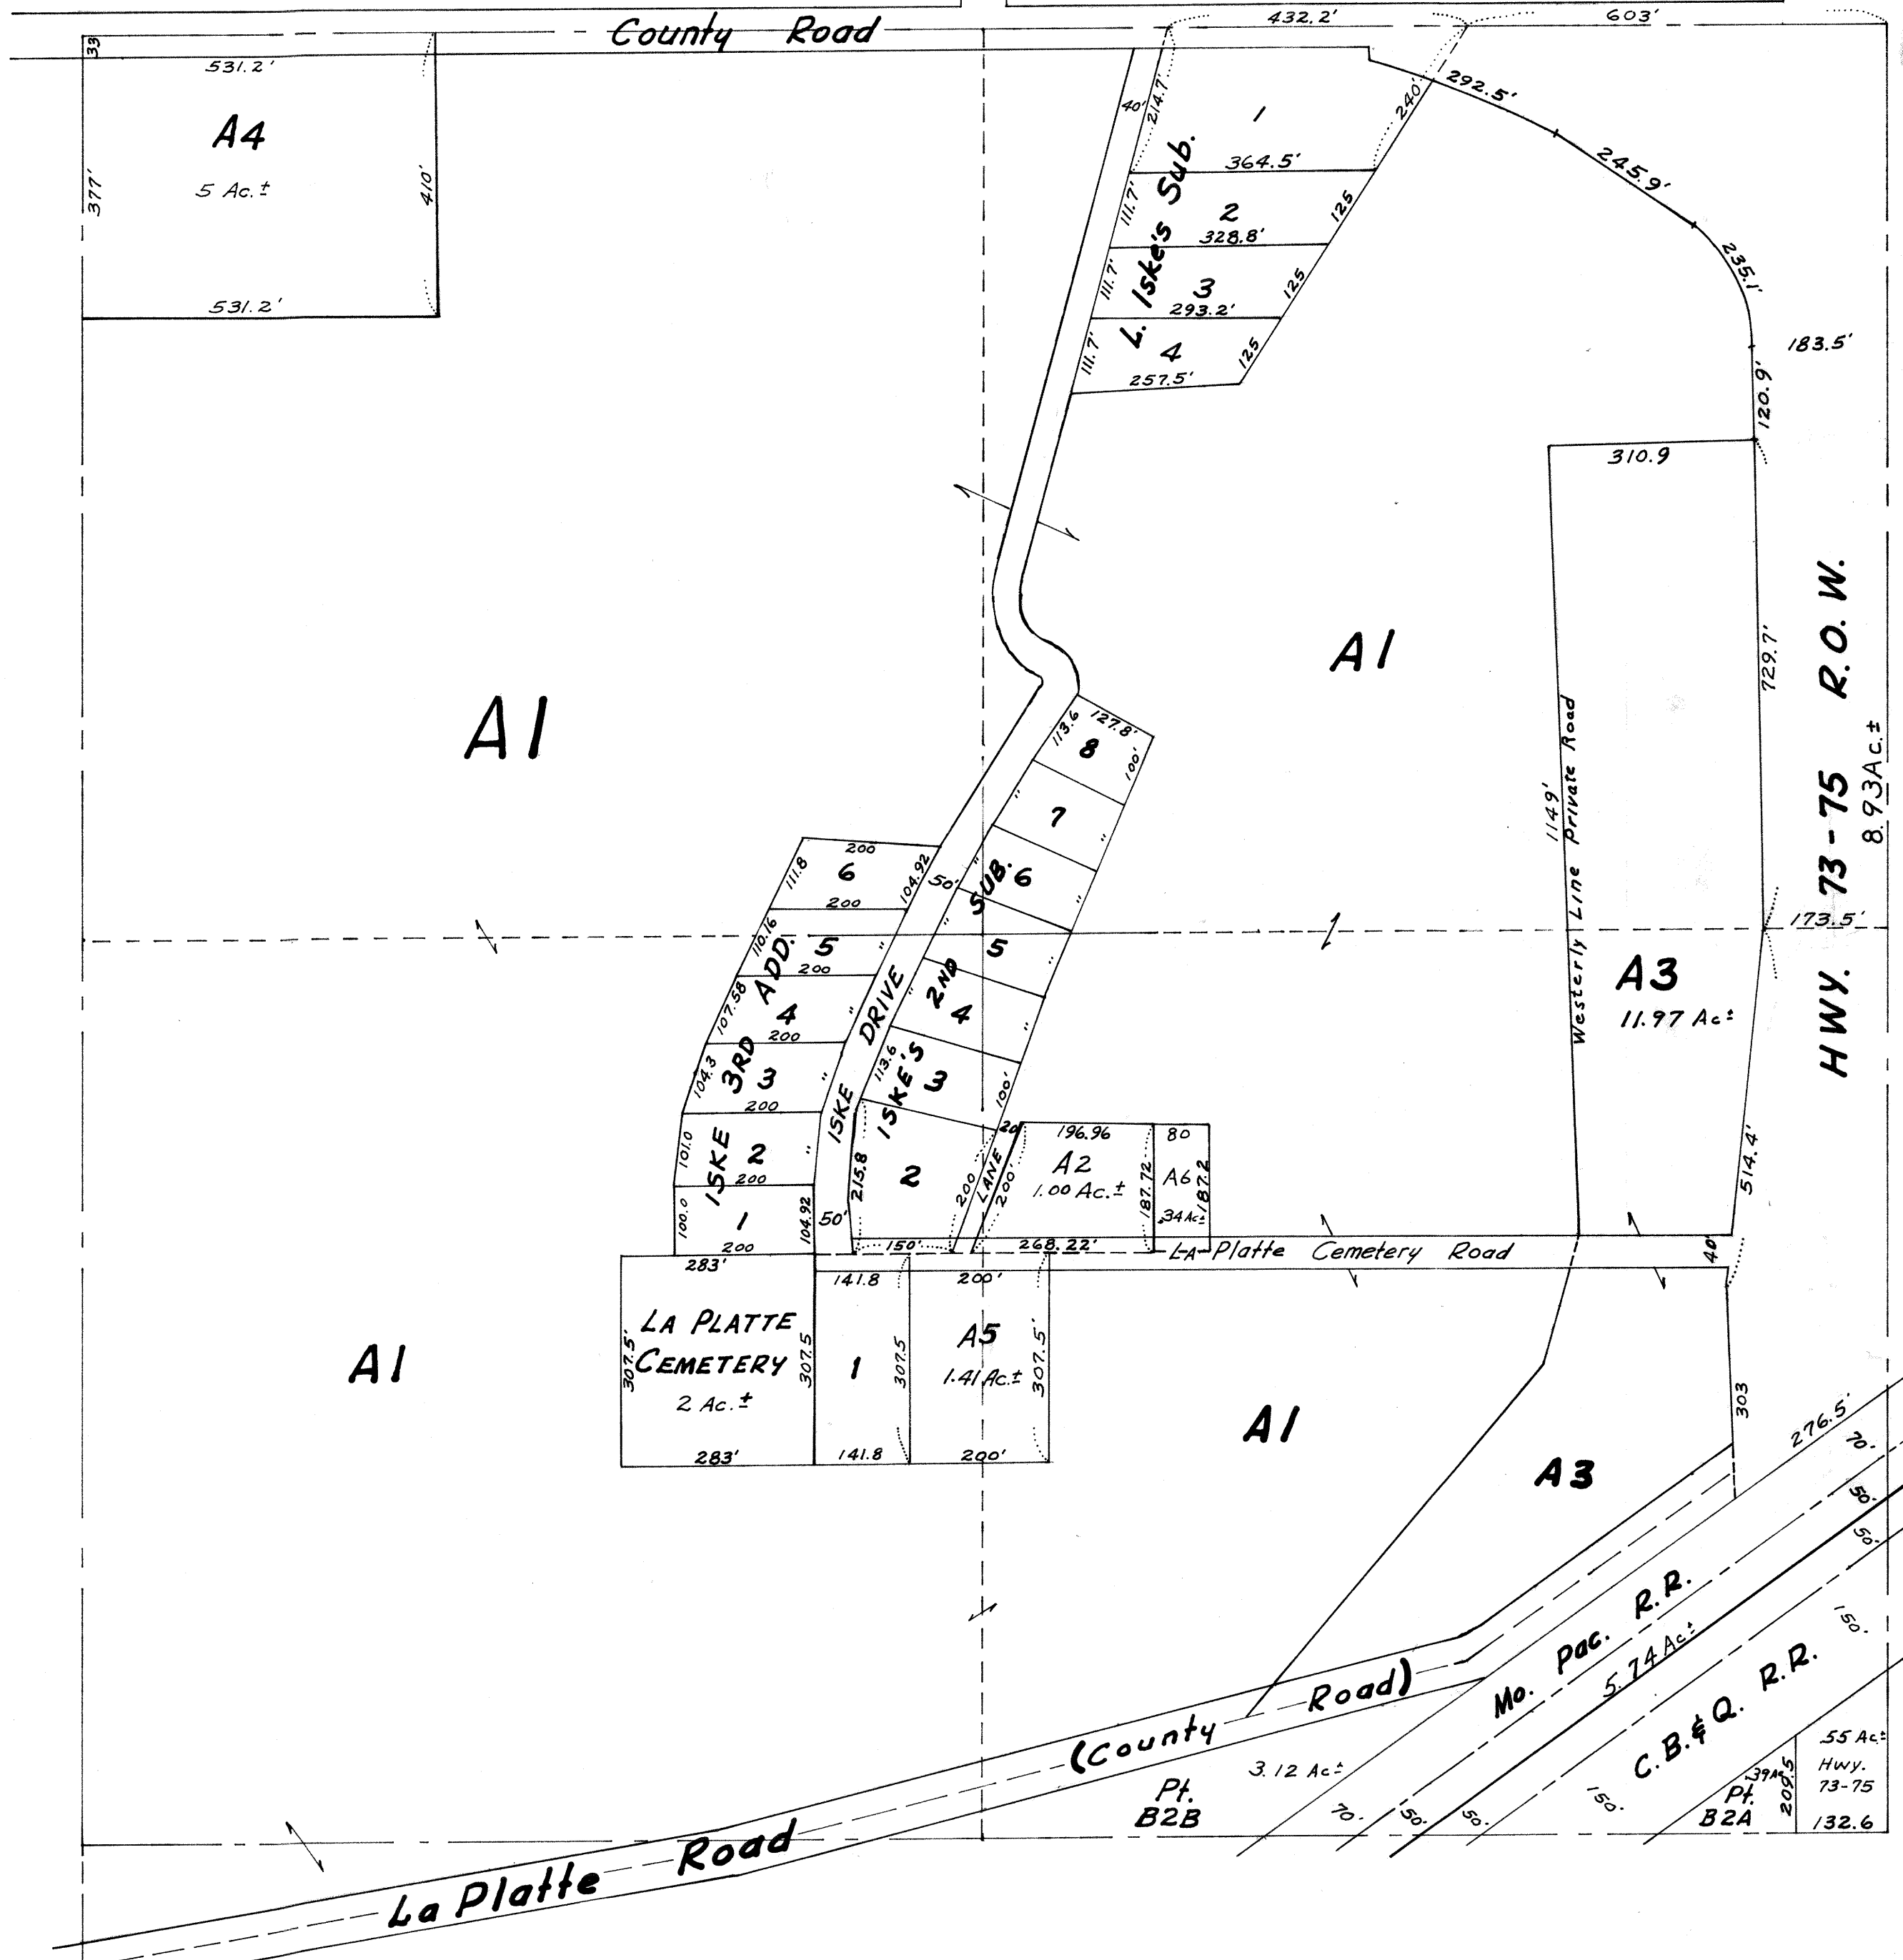 County Road
432.2'
603'
33
531.2'
A4
5 Ac.±
377'
410'
531.2'
40'
214.7'
1
364.5'
240'
292.5'
245.9'
235.1'
183.5'
120.9'
L. Iske's Sub.
111.7'
2
328.8'
125
111.7'
3
293.2'
125
111.7'
4
257.5'
125
310.9
A1
A1
1149'
Westerly Line Private Road
729.7'
HWY. 73-75 R.O.W.
8.93 Ac.±
173.5'
A3
11.97 Ac±
514.4'
113.6
127.8'
8
100'
7
"
"
6
"
"
5
"
"
4
"
"
113.6
3
100'
ISKE'S 2ND SUB.
2
215.8
200
20
LANE
200'
150'
268.22'
ISKE DRIVE
50'
50'
200
111.8
6
104.92
200
110.16
5
"
200
107.58
4
"
200
104.3
3
"
200
101.0
2
"
200
100.0
1
104.92
200
ISKE 3RD ADD.
196.96
A2
1.00 Ac.±
187.72
80
A6
.34 Ac±
187.2
La Platte Cemetery Road
40'
283'
LA PLATTE
CEMETERY
2 Ac.±
307.5'
307.5
283'
141.8
1
307.5
141.8
200'
A5
1.41 Ac.±
307.5'
200'
A1
A1
A3
303
276.5'
70'
50'
50'
150'
Mo. Pac. R.R.
5.74 Ac±
C.B.&Q. R.R.
La Platte Road
(County Road)
3.12 Ac±
Pt.
B2B
70'
50'
50'
150'
.39 Ac
Pt.
B2A
209.5
.55 Ac±
Hwy.
73-75
132.6